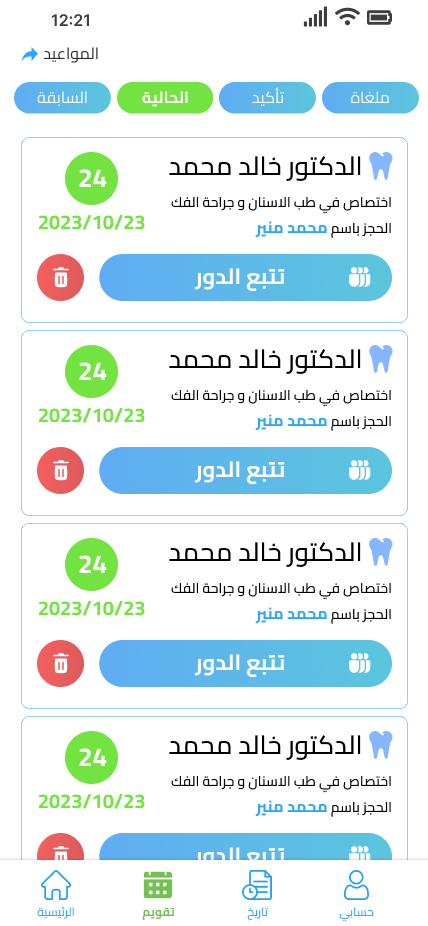 12:21
المواعيد
ملغاة
تأكيد
الحالية
السابقة
الدكتور خالد محمد
24
اختصاص في طب الاسنان و جراحة الفك
2023/10/23
الحجز باسم محمد منير
تتبع الدور
الدكتور خالد محمد
24
اختصاص في طب الاسنان و جراحة الفك
2023/10/23
الحجز باسم محمد منير
تتبع الدور
الدكتور خالد محمد
24
اختصاص في طب الاسنان و جراحة الفك
2023/10/23
الحجز باسم محمد منير
تتبع الدور
الدكتور خالد محمد
24
اختصاص في طب الاسنان و جراحة الفك
2023/10/23
الحجز باسم محمد منير
تتبع الدور
حسابي
تاريخ
تقويم
الرئيسية